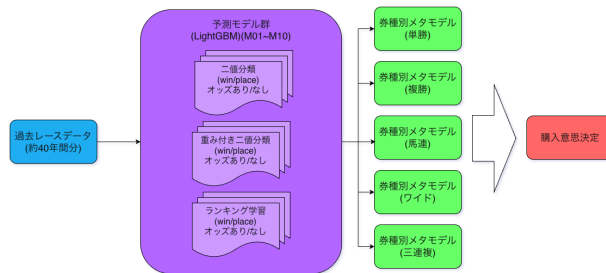 予測モデル群
(LightGBM)(M01~M10)
二値分類
(win/place)
オッズあり/なし
重み付き二値分類
(win/place)
オッズあり/なし
ランキング学習
(win/place)
オッズあり/なし
過去レースデータ
(約40年間分)
券種別メタモデル
(単勝)
券種別メタモデル
(複勝)
券種別メタモデル
(馬連)
券種別メタモデル
(ワイド)
券種別メタモデル
(三連複)
購入意思決定